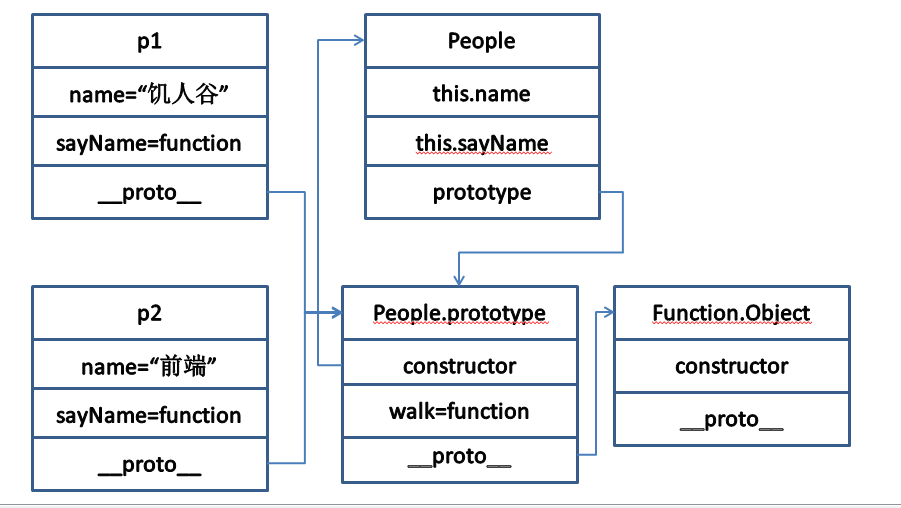 p1
name=“饥人谷”
sayName=function
__proto__
People
this.name
this.sayName
prototype
p2
name=“前端”
sayName=function
__proto__
People.prototype
constructor
walk=function
__proto__
Function.Object
constructor
__proto__